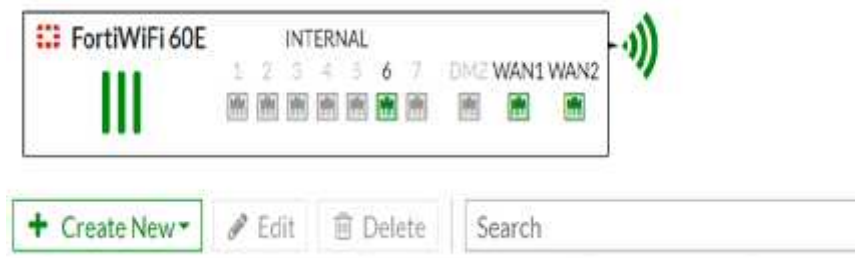 FortiWiFi 60E INTERNAL
1 2 3 4 5 6 7 DMZ WAN1 WAN2
+ Create New Edit Delete Search